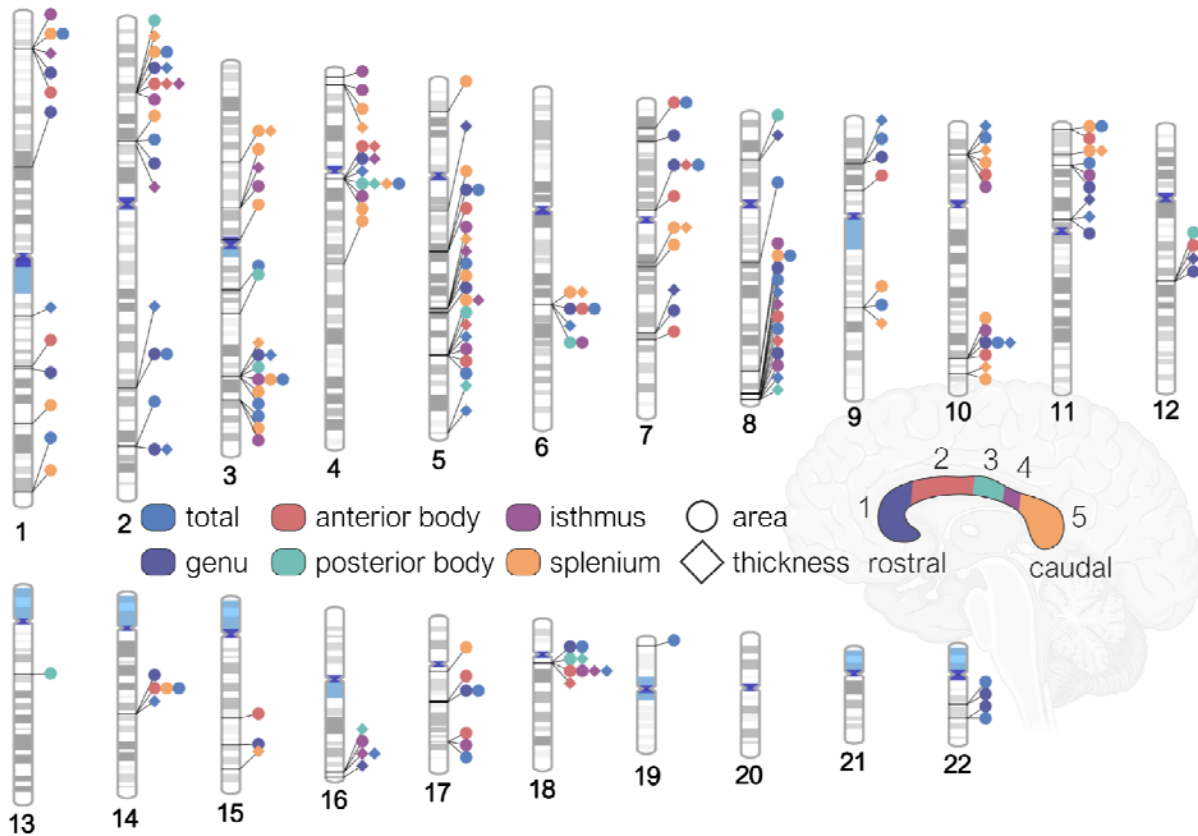 1 2 3 4 5 6 7 8 9 10 11 12
total anterior body isthmus area
genu posterior body splenium thickness
1 2 3 4 5
rostral caudal
13 14 15 16 17 18 19 20 21 22